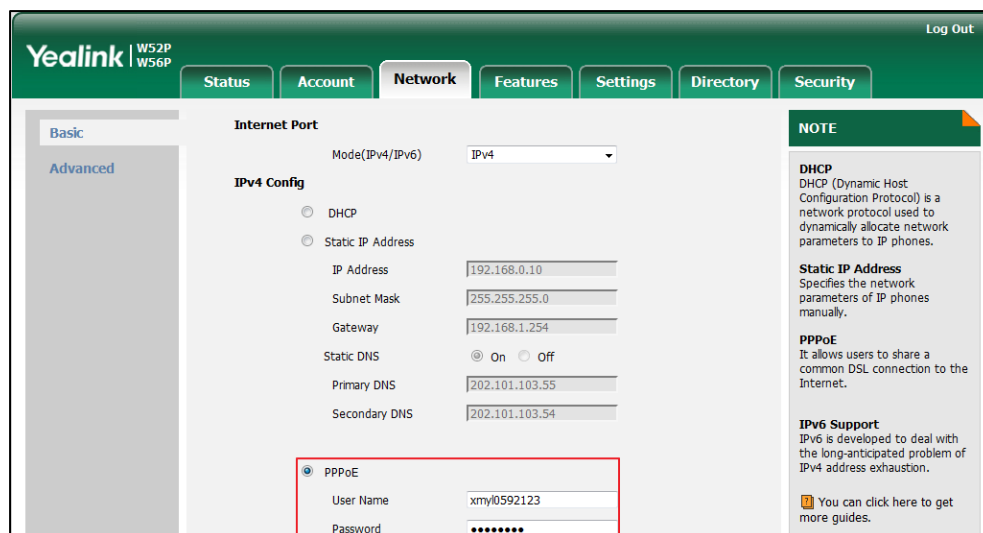 Log Out
Yealink | W52P
W56P
Status Account Network Features Settings Directory Security
Basic
Advanced
Internet Port
Mode(IPv4/IPv6) IPv4
IPv4 Config
DHCP
Static IP Address
IP Address 192.168.0.10
Subnet Mask 255.255.255.0
Gateway 192.168.1.254
Static DNS On Off
Primary DNS 202.101.103.55
Secondary DNS 202.101.103.54
PPPoE
User Name xmyl0592123
Password ••••••••
NOTE
DHCP
DHCP (Dynamic Host
Configuration Protocol) is a
network protocol used to
dynamically allocate network
parameters to IP phones.
Static IP Address
Specifies the network
parameters of IP phones
manually.
PPPoE
It allows users to share a
common DSL connection to the
Internet.
IPv6 Support
IPv6 is developed to deal with
the long-anticipated problem of
IPv4 address exhaustion.
? You can click here to get
more guides.